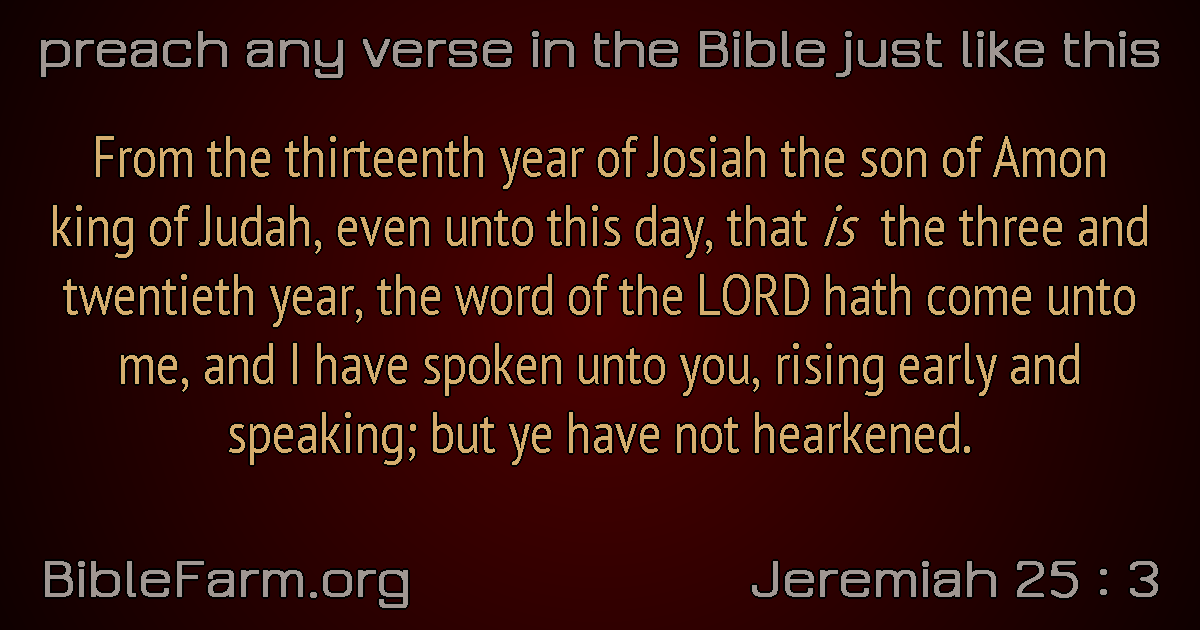 preach any verse in the Bible just like this
From the thirteenth year of Josiah the son of Amon
king of Judah, even unto this day, that is the three and
twentieth year, the word of the LORD hath come unto
me, and I have spoken unto you, rising early and
speaking; but ye have not hearkened.
BibleFarm.org
Jeremiah 25 : 3